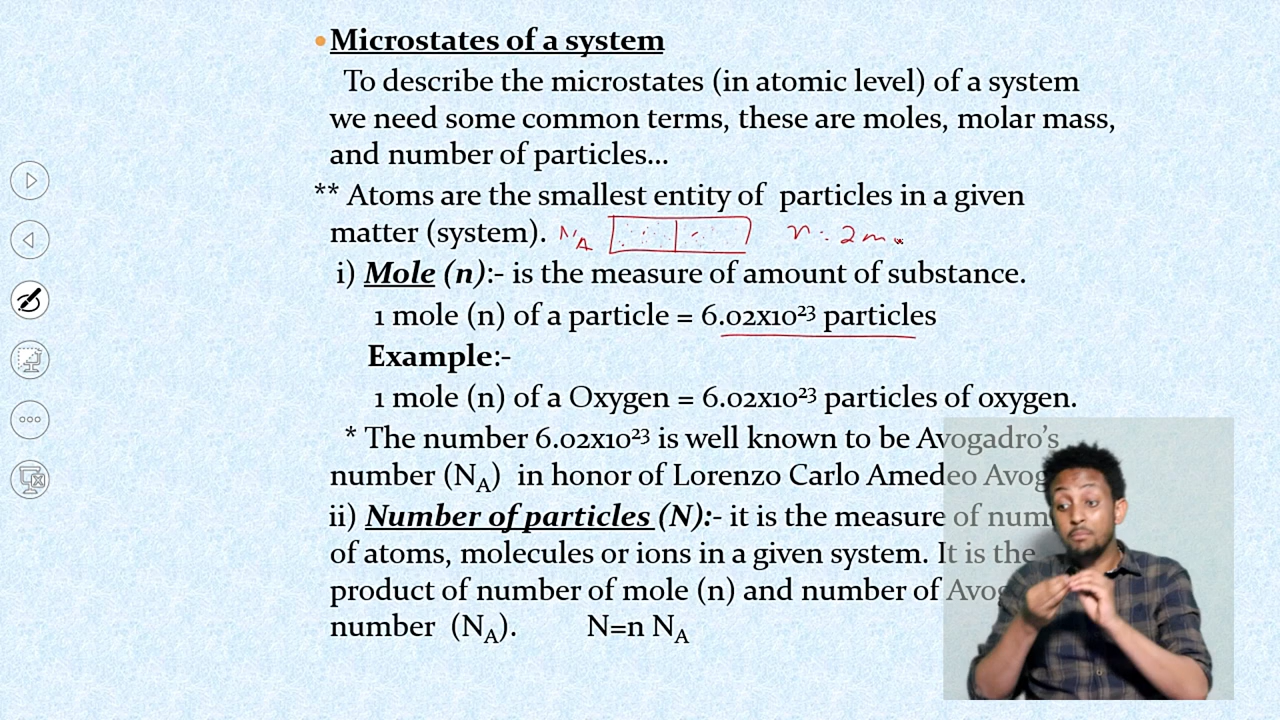 • Microstates of a system
To describe the microstates (in atomic level) of a system
we need some common terms, these are moles, molar mass,
and number of particles...
** Atoms are the smallest entity of particles in a given
matter (system). NA n : 2 m
i) Mole (n):- is the measure of amount of substance.
1 mole (n) of a particle = 6.02x10²³ particles
Example:-
1 mole (n) of a Oxygen = 6.02x10²³ particles of oxygen.
* The number 6.02x10²³ is well known to be Avogadro's
number (NA) in honor of Lorenzo Carlo Amedeo Avog
ii) Number of particles (N):- it is the measure of num
of atoms, molecules or ions in a given system. It is the
product of number of mole (n) and number of Avog
number (NA). N=n NA